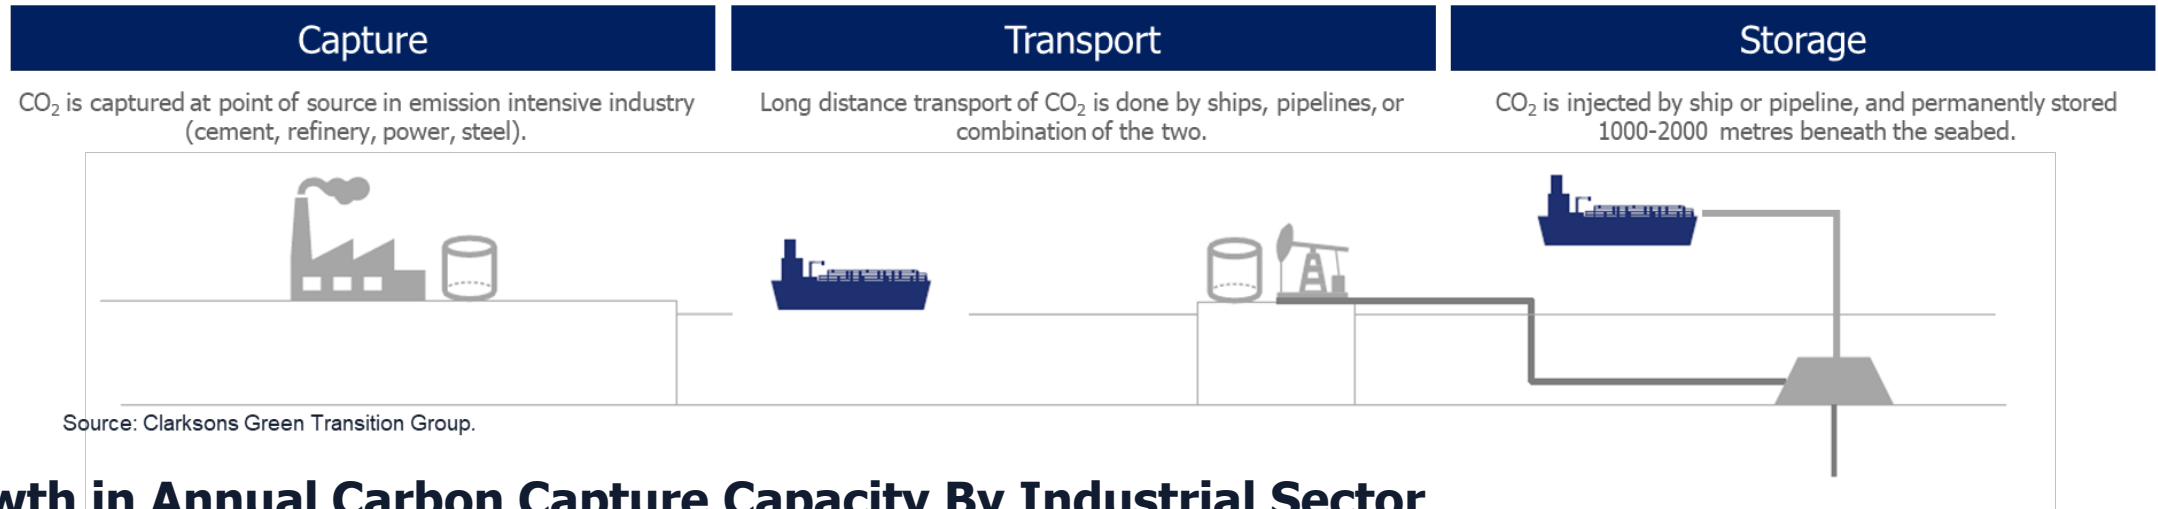 Capture
Transport
Storage
CO₂ is captured at point of source in emission intensive industry
(cement, refinery, power, steel).
Long distance transport of CO₂ is done by ships, pipelines, or
combination of the two.
CO₂ is injected by ship or pipeline, and permanently stored
1000-2000 metres beneath the seabed.
Source: Clarksons Green Transition Group.
wth in Annual Carbon Capture Capacity By Industrial Sector